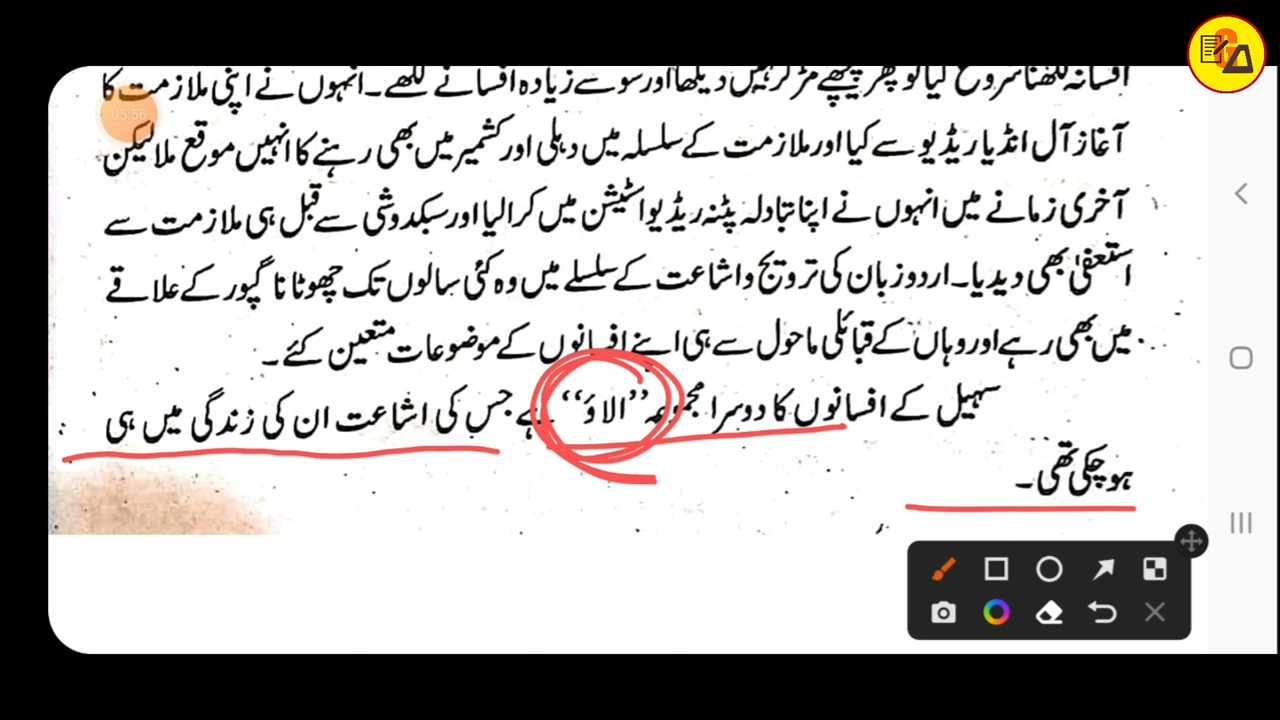 افسانہ لکھنا شروع کیا تو پھر پیچھے مڑ کر نہیں دیکھا اور سو سے زیادہ افسانے لکھے۔ انہوں نے اپنی ملازمت کا
05:56
آغاز آل انڈیا ریڈیو سے کیا اور ملازمت کے سلسلہ میں دہلی اور کشمیر میں بھی رہنے کا انہیں موقع ملا لیکن
آخری زمانے میں انہوں نے اپنا تبادلہ پٹنہ ریڈیو اسٹیشن میں کرالیا اور سبکدوشی سے قبل ہی ملازمت سے
استعفیٰ بھی دیدیا۔ اردو زبان کی ترویج و اشاعت کے سلسلے میں وہ کئی سالوں تک چھوٹا ناگپور کے علاقے
میں بھی رہے اور وہاں کے قبائلی ماحول سے ہی اپنے افسانوں کے موضوعات متعین کئے۔
سہیل کے افسانوں کا دوسرا مجموعہ ”الاؤ“ ہے جس کی اشاعت ان کی زندگی میں ہی
ہو چکی تھی۔